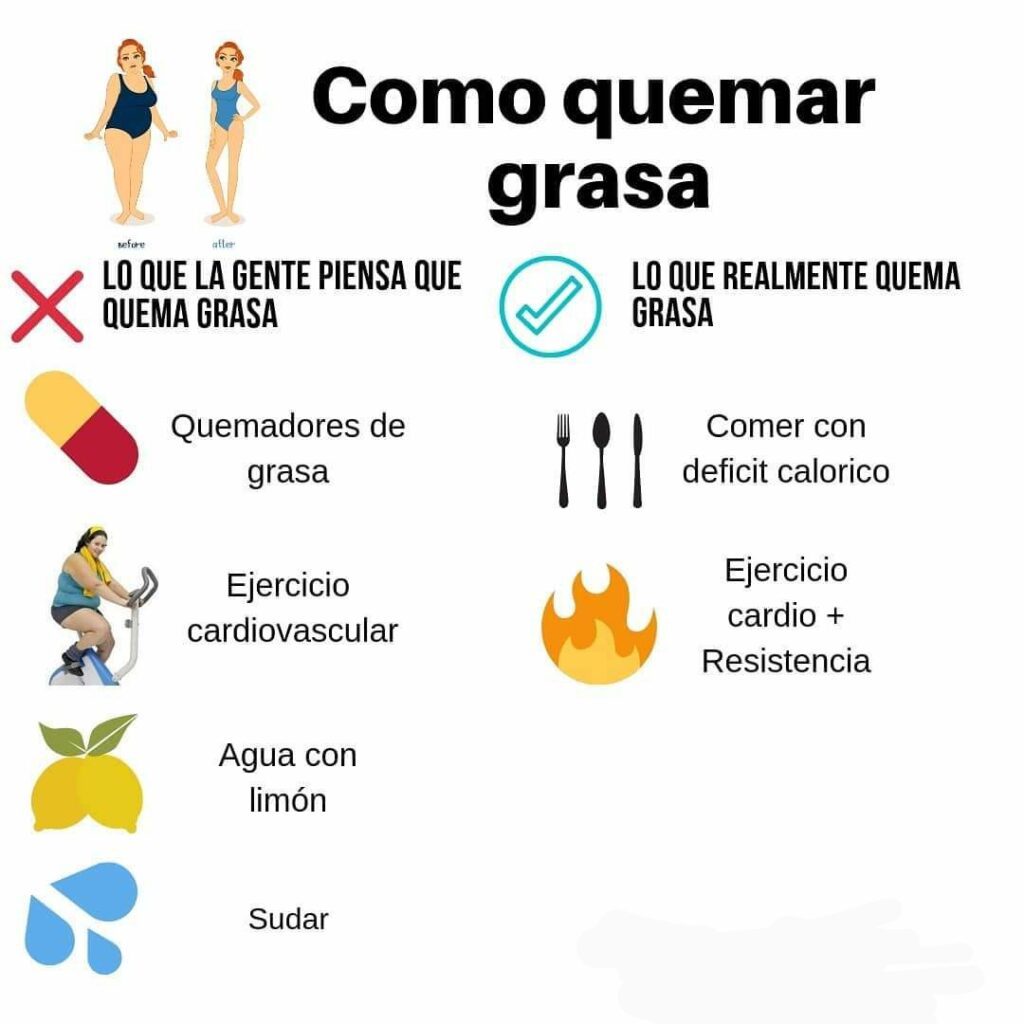 Como quemar
grasa
before
after
LO QUE LA GENTE PIENSA QUE
QUEMA GRASA
LO QUE REALMENTE QUEMA
GRASA
Quemadores de
grasa
Comer con
deficit calorico
Ejercicio
cardiovascular
Ejercicio
cardio +
Resistencia
Agua con
limón
Sudar